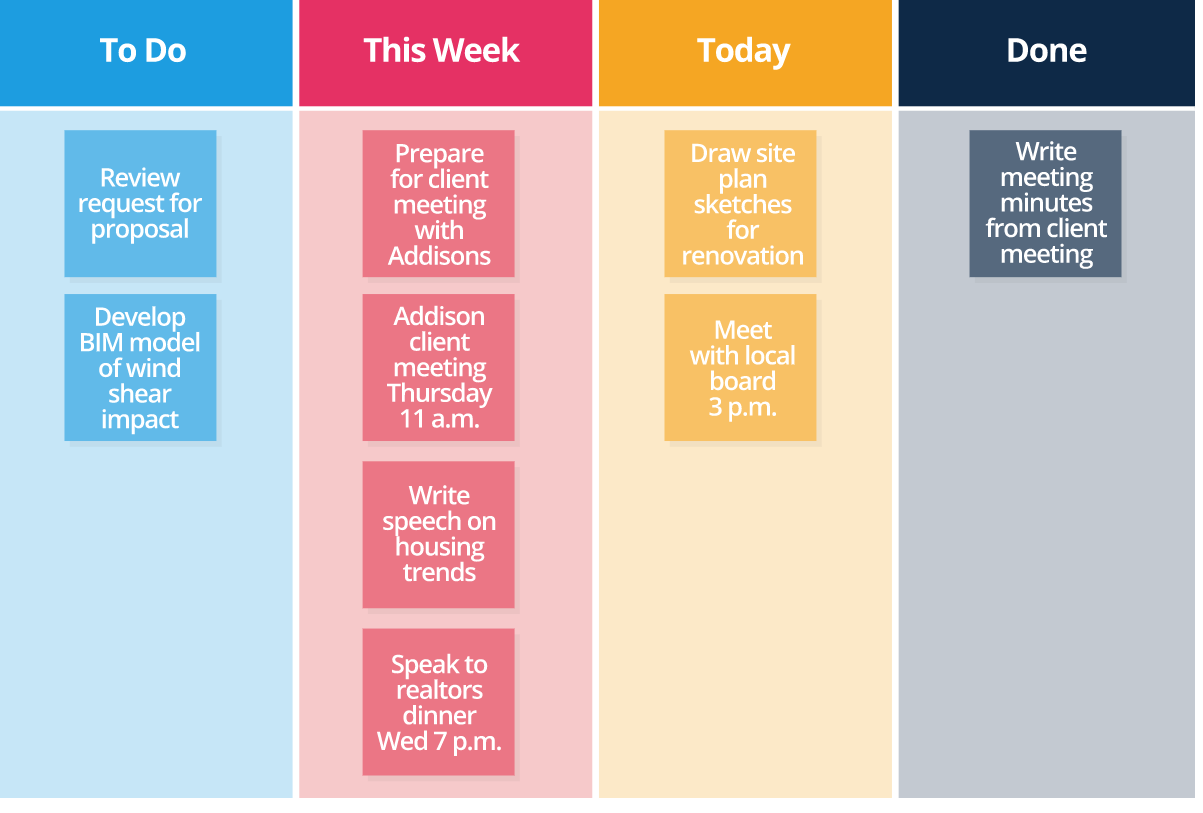 To Do
Review
request for
proposal
Develop
BIM model
of wind
shear
impact
This Week
Prepare
for client
meeting
with
Addisons
Addison
client
meeting
Thursday
11 a.m.
Write
speech on
housing
trends
Speak to
realtors
dinner
Wed 7 p.m.
Today
Draw site
plan
sketches
for
renovation
Meet
with local
board
3 p.m.
Done
Write
meeting
minutes
from client
meeting